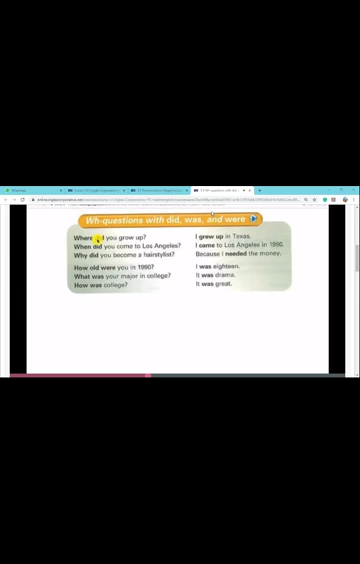 Wh-questions with did, was, and were
Where did you grow up?
I grew up in Texas.
When did you come to Los Angeles?
I came to Los Angeles in 1990.
Why did you become a hairstylist?
Because I needed the money.
How old were you in 1990?
I was eighteen.
What was your major in college?
It was drama.
How was college?
It was great.